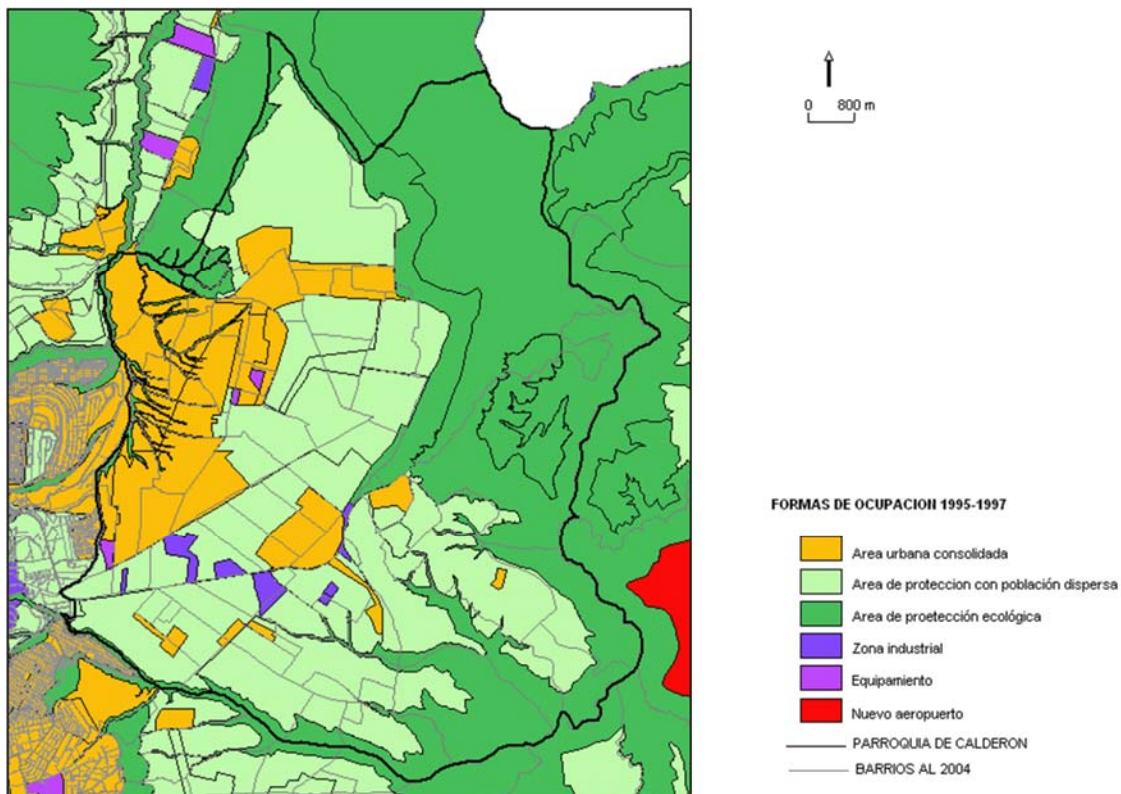 0 800 m
FORMAS DE OCUPACION 1995-1997
Area urbana consolidada
Area de proteccion con población dispersa
Area de proetección ecológica
Zona industrial
Equipamiento
Nuevo aeropuerto
PARROQUIA DE CALDERON
BARRIOS AL 2004